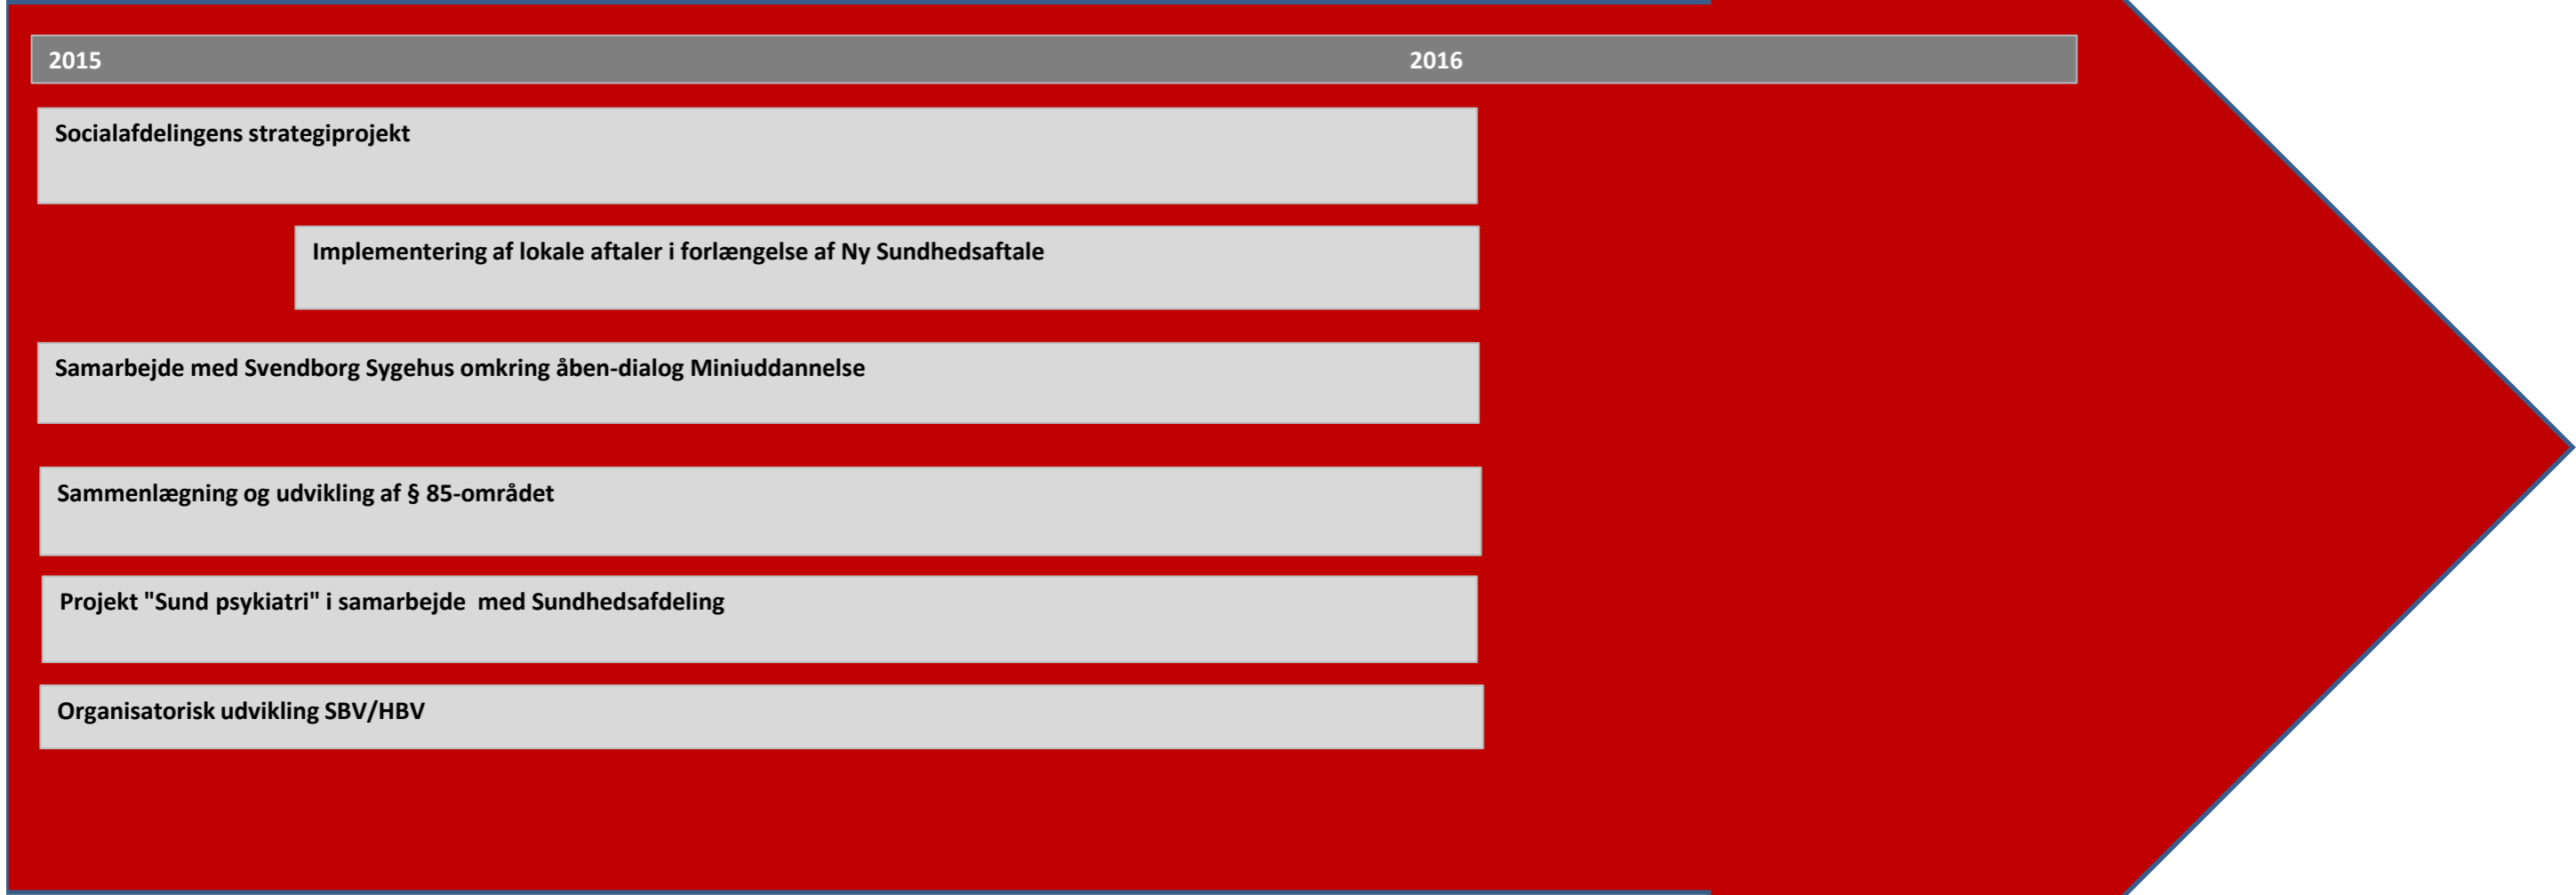 2015 2016
Socialafdelingens strategiprojekt
Implementering af lokale aftaler i forlængelse af Ny Sundhedsaftale
Samarbejde med Svendborg Sygehus omkring åben-dialog Miniuddannelse
Sammenlægning og udvikling af § 85-området
Projekt "Sund psykiatri" i samarbejde  med Sundhedsafdeling
Organisatorisk udvikling SBV/HBV